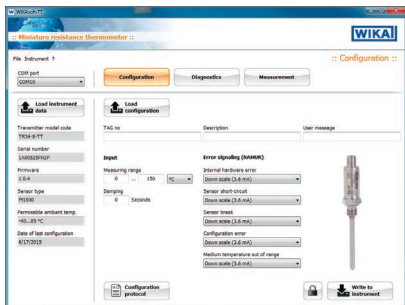 WIKAsoft-TT
:: Miniature resistance thermometer ::
WIKA
File Instrument ?
:: Configuration ::
COM port
COM10
Configuration
Diagnostics
Measurement
Load instrument data
Load configuration
Transmitter model code
TR34-B-TT
TAG no
Description
User message
Serial number
1A00S25FN1P
Input
Error signaling (NAMUR)
Firmware
1.0.4
Measuring range
0 ... 150 °C
Internal hardware error
Down scale (3.6 mA)
Sensor type
Pt1000
Damping
0 Seconds
Sensor short-circuit
Down scale (3.6 mA)
Permissible ambient temp.
-40...85 °C
Sensor break
Down scale (3.6 mA)
Date of last configuration
6/17/2015
Configuration error
Down scale (3.6 mA)
Medium temperature out of range
Down scale (3.6 mA)
Configuration protocol
Write to instrument